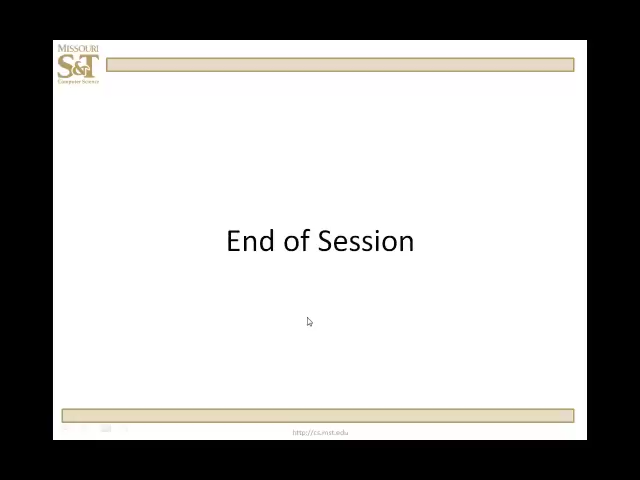 MISSOURI
S&T
Computer Science
End of Session
http://cs.mst.edu